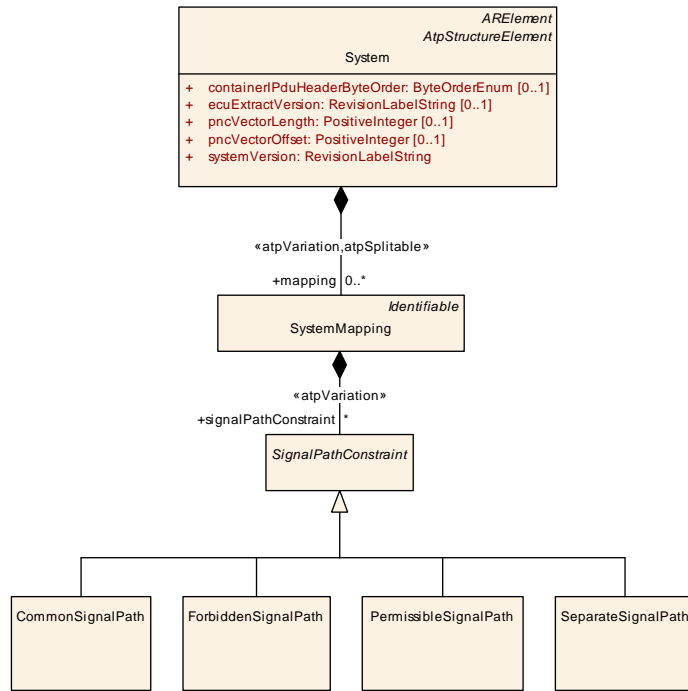 ARElement
AtpStructureElement
System
+ containerIPduHeaderByteOrder: ByteOrderEnum [0..1]
+ ecuExtractVersion: RevisionLabelString [0..1]
+ pncVectorLength: PositiveInteger [0..1]
+ pncVectorOffset: PositiveInteger [0..1]
+ systemVersion: RevisionLabelString
«atpVariation,atpSplitable»
+mapping 0..*
Identifiable
SystemMapping
«atpVariation»
+signalPathConstraint *
SignalPathConstraint
CommonSignalPath ForbiddenSignalPath PermissibleSignalPath SeparateSignalPath